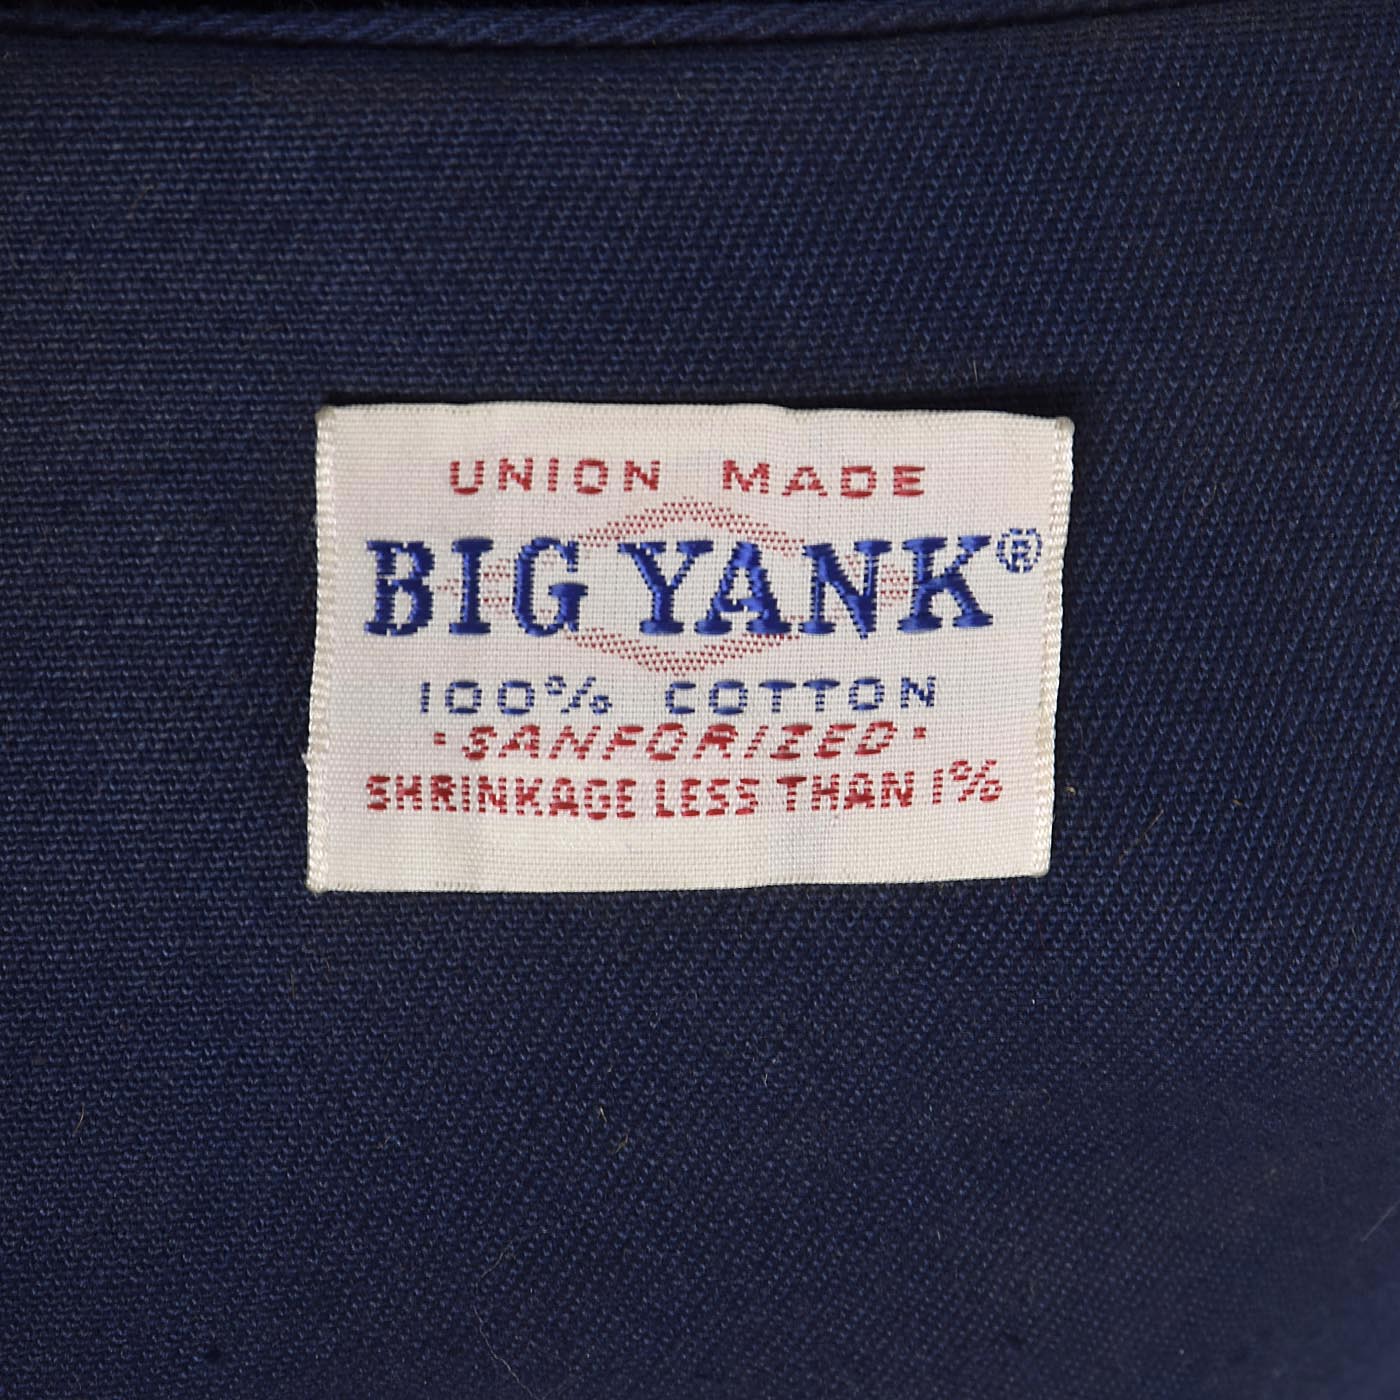 UNION MADE
BIG YANK®
100% COTTON
·SANFORIZED·
SHRINKAGE LESS THAN 1%